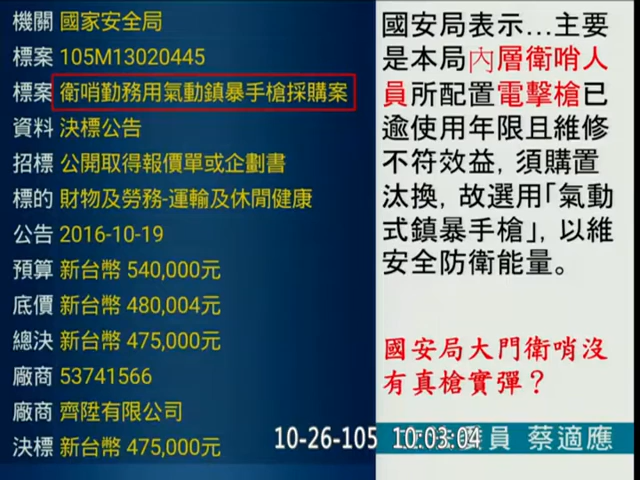 機關 國家安全局
標案 105M13020445
標案 衛哨勤務用氣動鎮暴手槍採購案
資料 決標公告
招標 公開取得報價單或企劃書
標的 財物及勞務-運輸及休閒健康
公告 2016-10-19
預算 新台幣 540,000元
底價 新台幣 480,004元
總決 新台幣 475,000元
廠商 53741566
廠商 齊陞有限公司
決標 新台幣 475,000元
國安局表示...主要
是本局內層衛哨人
員所配置電擊槍已
逾使用年限且維修
不符效益，須購置
汰換，故選用「氣動
式鎮暴手槍」，以維
安全防衛能量。
國安局大門衛哨沒
有真槍實彈？
10-26-105 10:03:04
員 蔡適應